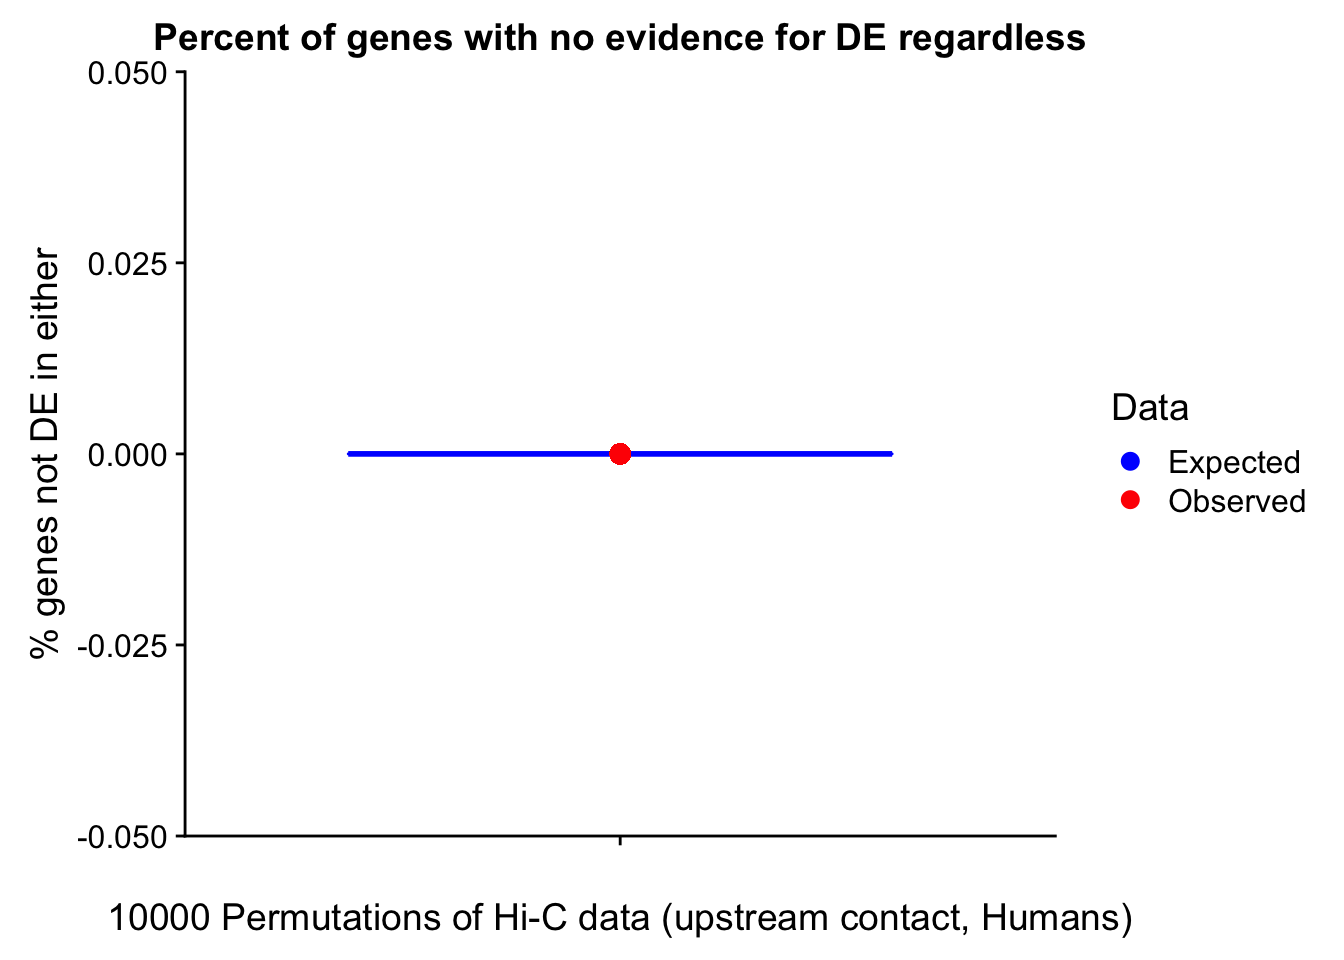 Percent of genes with no evidence for DE regardless
0.050
0.025
0.000
-0.025
-0.050
% genes not DE in either
10000 Permutations of Hi-C data (upstream contact, Humans)
Data
Expected
Observed